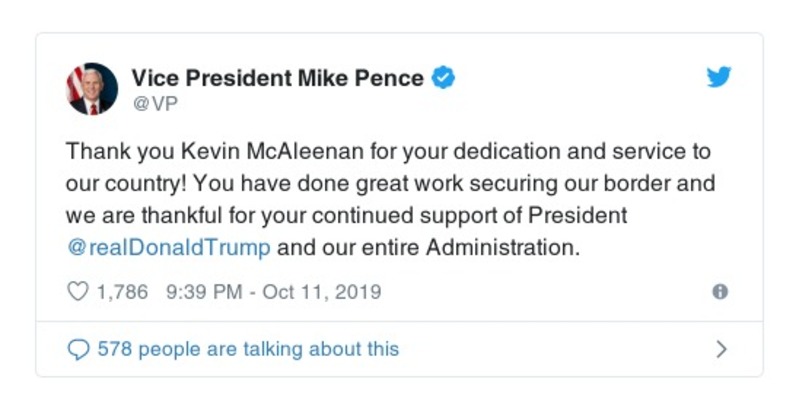 Vice President Mike Pence
@VP
Thank you Kevin McAleenan for your dedication and service to
our country! You have done great work securing our border and
we are thankful for your continued support of President
@realDonaldTrump and our entire Administration.
1,786 9:39 PM - Oct 11, 2019
578 people are talking about this